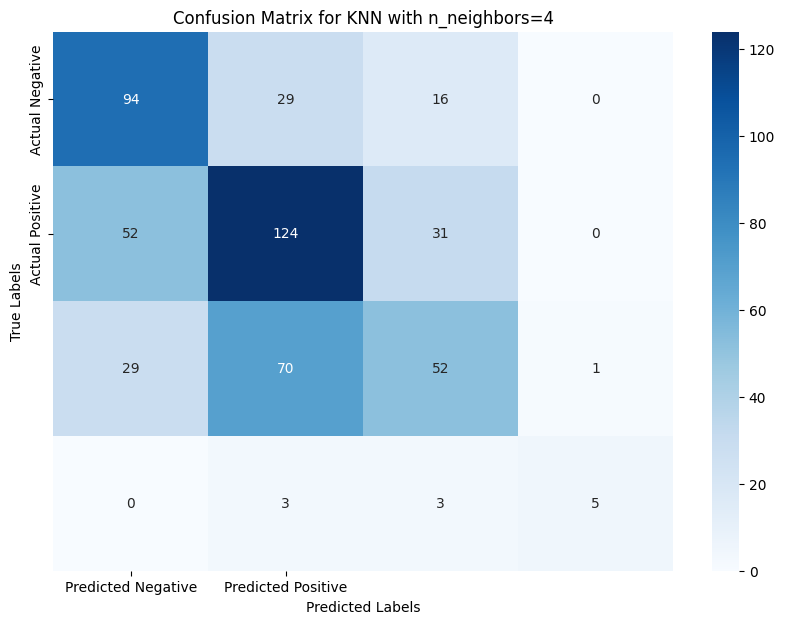 Confusion Matrix for KNN with n_neighbors=4
True Labels
Actual Negative
Actual Positive
94 29 16 0
52 124 31 0
29 70 52 1
0 3 3 5
Predicted Negative Predicted Positive
Predicted Labels
120
100
80
60
40
20
0